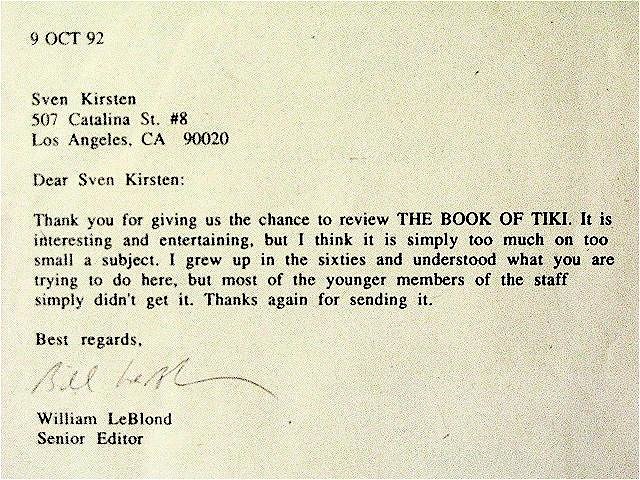 9 OCT 92
Sven Kirsten
507 Catalina St. #8
Los Angeles, CA 90020
Dear Sven Kirsten:
Thank you for giving us the chance to review THE BOOK OF TIKI. It is
interesting and entertaining, but I think it is simply too much on too
small a subject. I grew up in the sixties and understood what you are
trying to do here, but most of the younger members of the staff
simply didn't get it. Thanks again for sending it.
Best regards,
Bill LeBlond
William LeBlond
Senior Editor